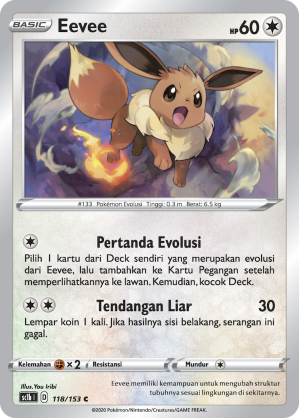 BASIC Eevee HP 60
#133 Pokémon Evolusi Tinggi: 0.3 m Berat: 6.5 kg
Pertanda Evolusi
Pilih 1 kartu dari Deck sendiri yang merupakan evolusi
dari Eevee, lalu tambahkan ke Kartu Pegangan setelah
memperlihatkannya ke lawan. Kemudian, kocok Deck.
Tendangan Liar 30
Lempar koin 1 kali. Jika hasilnya sisi belakang, serangan ini
gagal.
Kelemahan ×2 Resistansi Mundur
Illus. You Iribi
sc1b I D 118/153 C
Eevee memiliki kemampuan untuk mengubah struktur
tubuhnya sesuai lingkungan di sekitarnya.
©2020 Pokémon/Nintendo/Creatures/GAME FREAK.